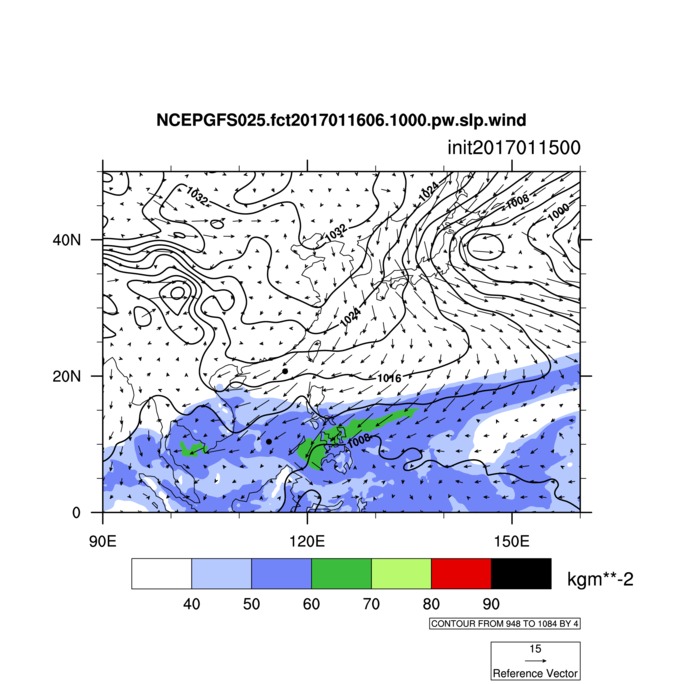 NCEPGFS025.fct2017011606.1000.pw.slp.wind
init2017011500
1032
1024
1008
1000
1032
40N
1024
20N
1016
1008
0
90E 120E 150E
40 50 60 70 80 90
kgm**-2
CONTOUR FROM 948 TO 1084 BY 4
15
Reference Vector